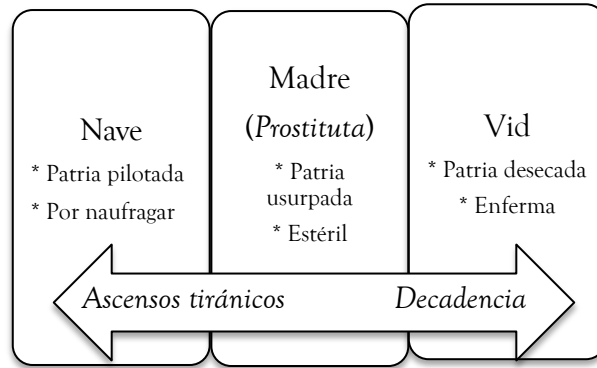 Nave
* Patria pilotada
* Por naufragar
Madre
(Prostituta)
* Patria
usurpada
* Estéril
Vid
* Patria desecada
* Enferma
Ascensos tiránicos
Decadencia